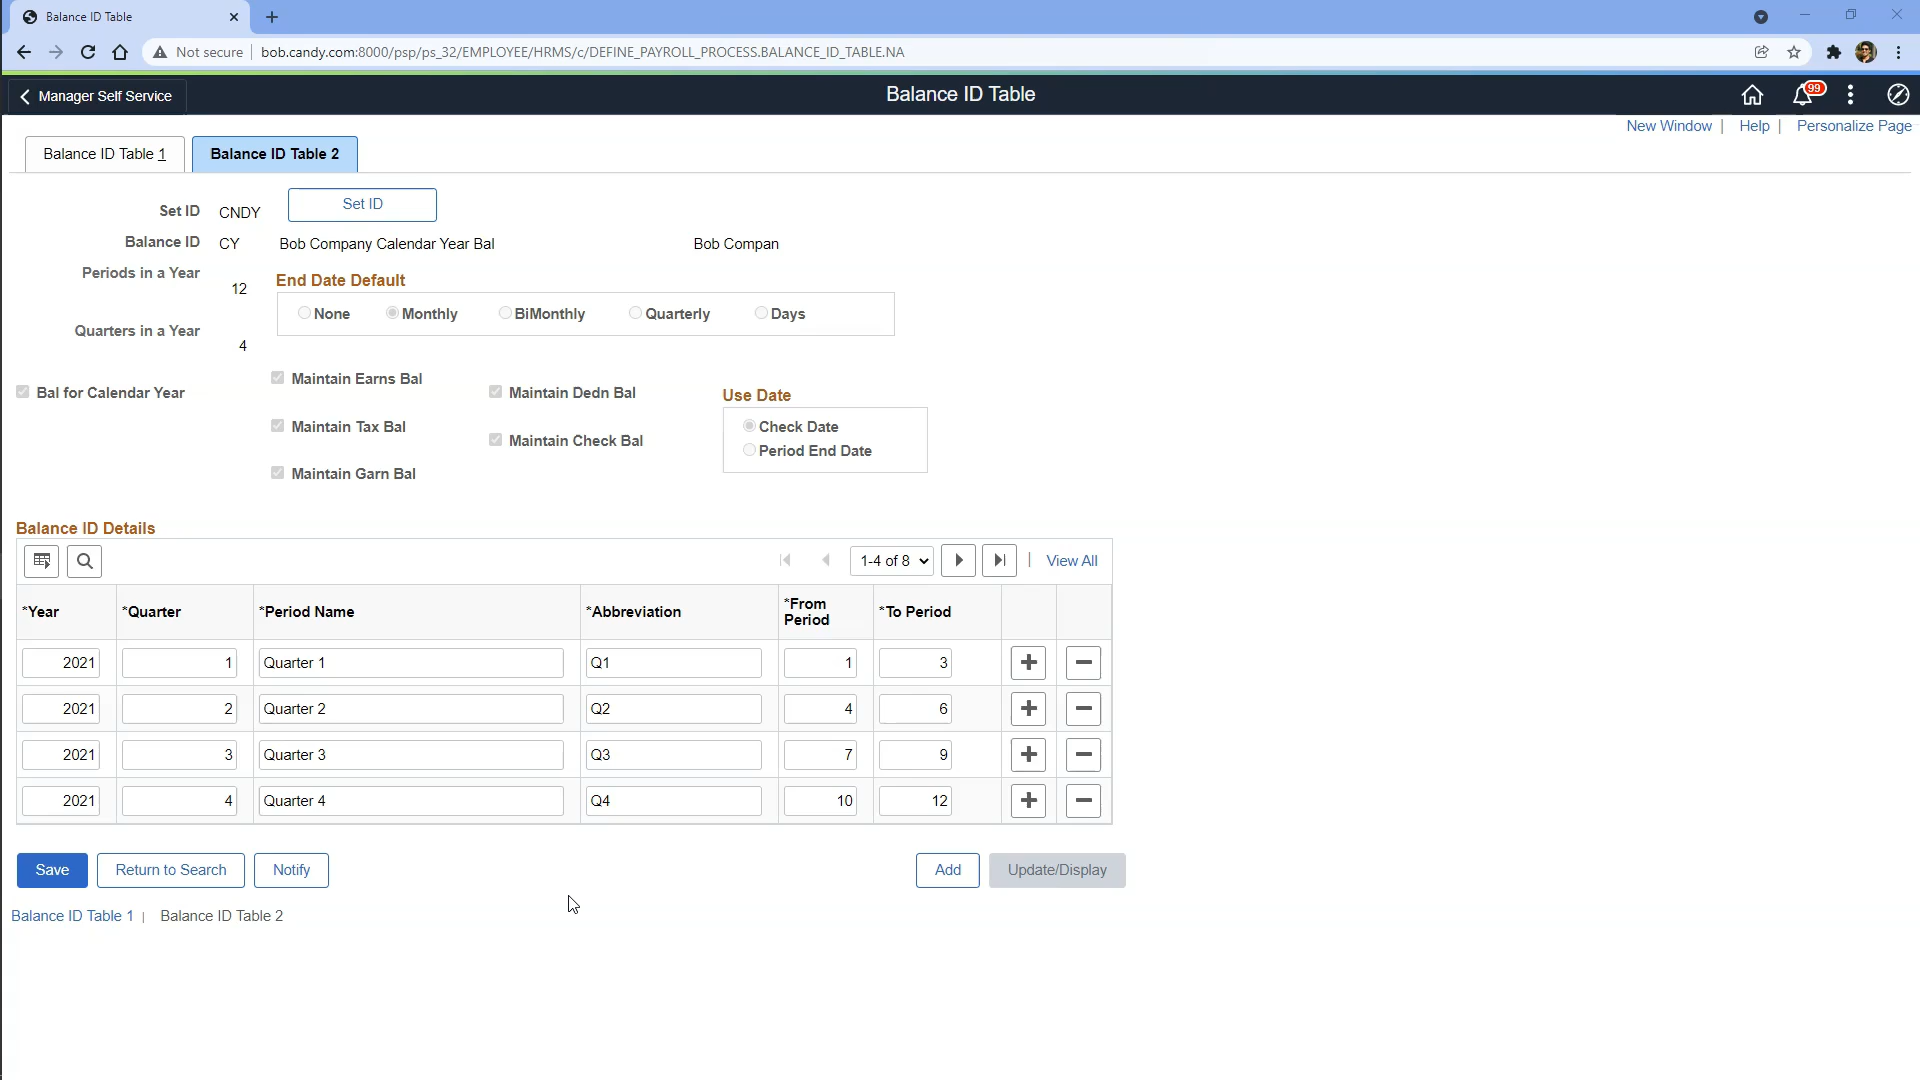 Balance ID Table
Not secure bob.candy.com:8000/psp/ps_32/EMPLOYEE/HRMS/c/DEFINE_PAYROLL_PROCESS.BALANCE_ID_TABLE.NA
Manager Self Service Balance ID Table 99
New Window | Help | Personalize Page
Balance ID Table 1 Balance ID Table 2
Set ID CNDY Set ID
Balance ID CY Bob Company Calendar Year Bal Bob Compan
Periods in a Year 12 End Date Default
None Monthly BiMonthly Quarterly Days
Quarters in a Year 4
Bal for Calendar Year Maintain Earns Bal Maintain Dedn Bal Use Date
Maintain Tax Bal Maintain Check Bal Check Date
Period End Date
Maintain Garn Bal
Balance ID Details
1-4 of 8 | View All
*Year *Quarter *Period Name *Abbreviation *From Period *To Period
2021 1 Quarter 1 Q1 1 3
2021 2 Quarter 2 Q2 4 6
2021 3 Quarter 3 Q3 7 9
2021 4 Quarter 4 Q4 10 12
Save Return to Search Notify Add Update/Display
Balance ID Table 1 | Balance ID Table 2